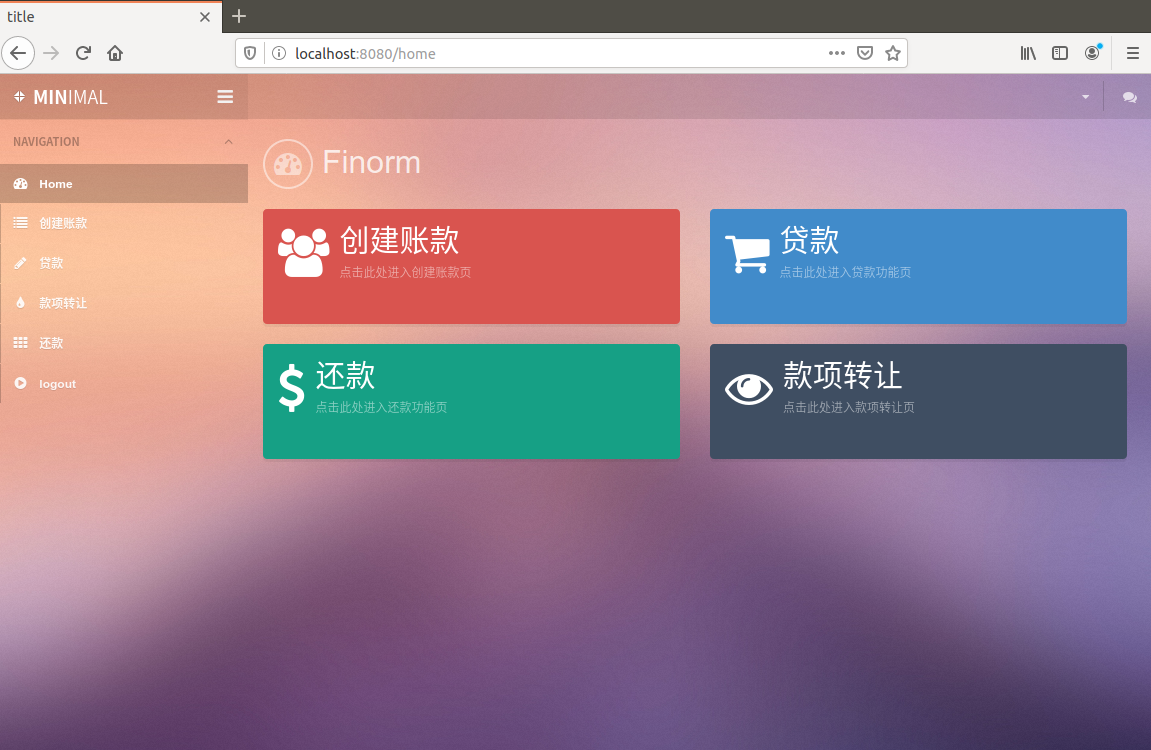 title
localhost:8080/home
MINIMAL
NAVIGATION
Home
创建账款
贷款
款项转让
还款
logout
Finorm
创建账款
点击此处进入创建账款页
贷款
点击此处进入贷款功能页
还款
点击此处进入还款功能页
款项转让
点击此处进入款项转让页